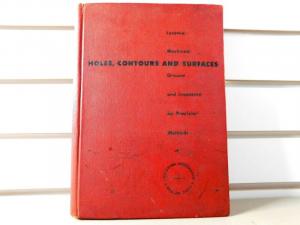 Located
Machined
HOLES, CONTOURS AND SURFACES
Ground
and Inspected
by Precision
Methods